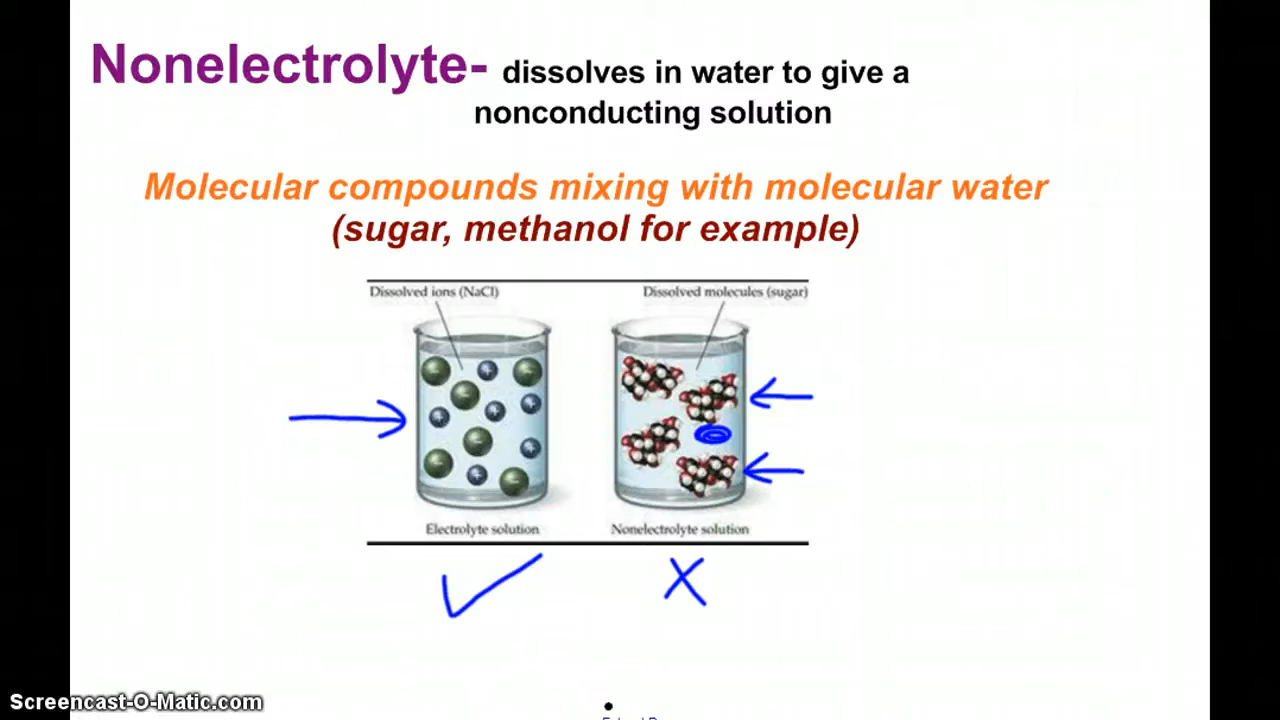 Nonelectrolyte- dissolves in water to give a
nonconducting solution
Molecular compounds mixing with molecular water
(sugar, methanol for example)
Dissolved ions (NaCl) Dissolved molecules (sugar)
Electrolyte solution Nonelectrolyte solution
Screencast-O-Matic.com